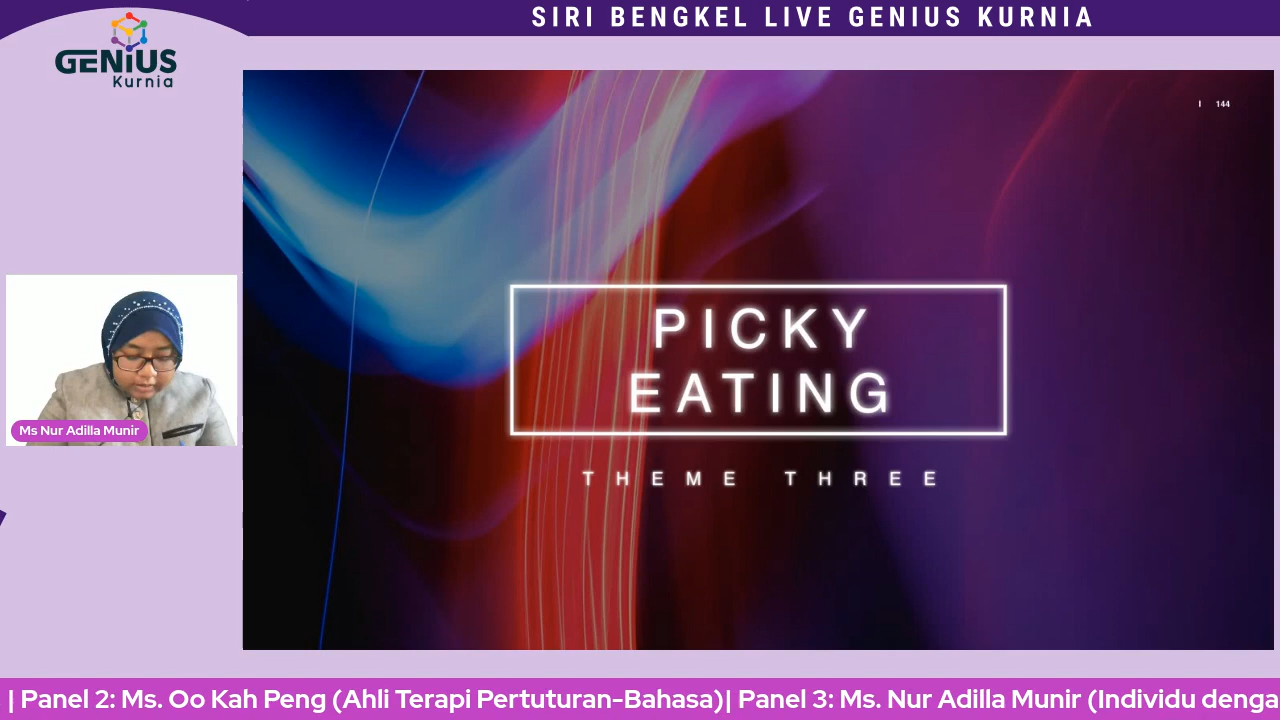 SIRI BENGKEL LIVE GENIUS KURNIA
GENIUS
Kurnia
I 144
PICKY
EATING
THEME THREE
Ms Nur Adilla Munir
| Panel 2: Ms. Oo Kah Peng (Ahli Terapi Pertuturan-Bahasa)| Panel 3: Ms. Nur Adilla Munir (Individu denga